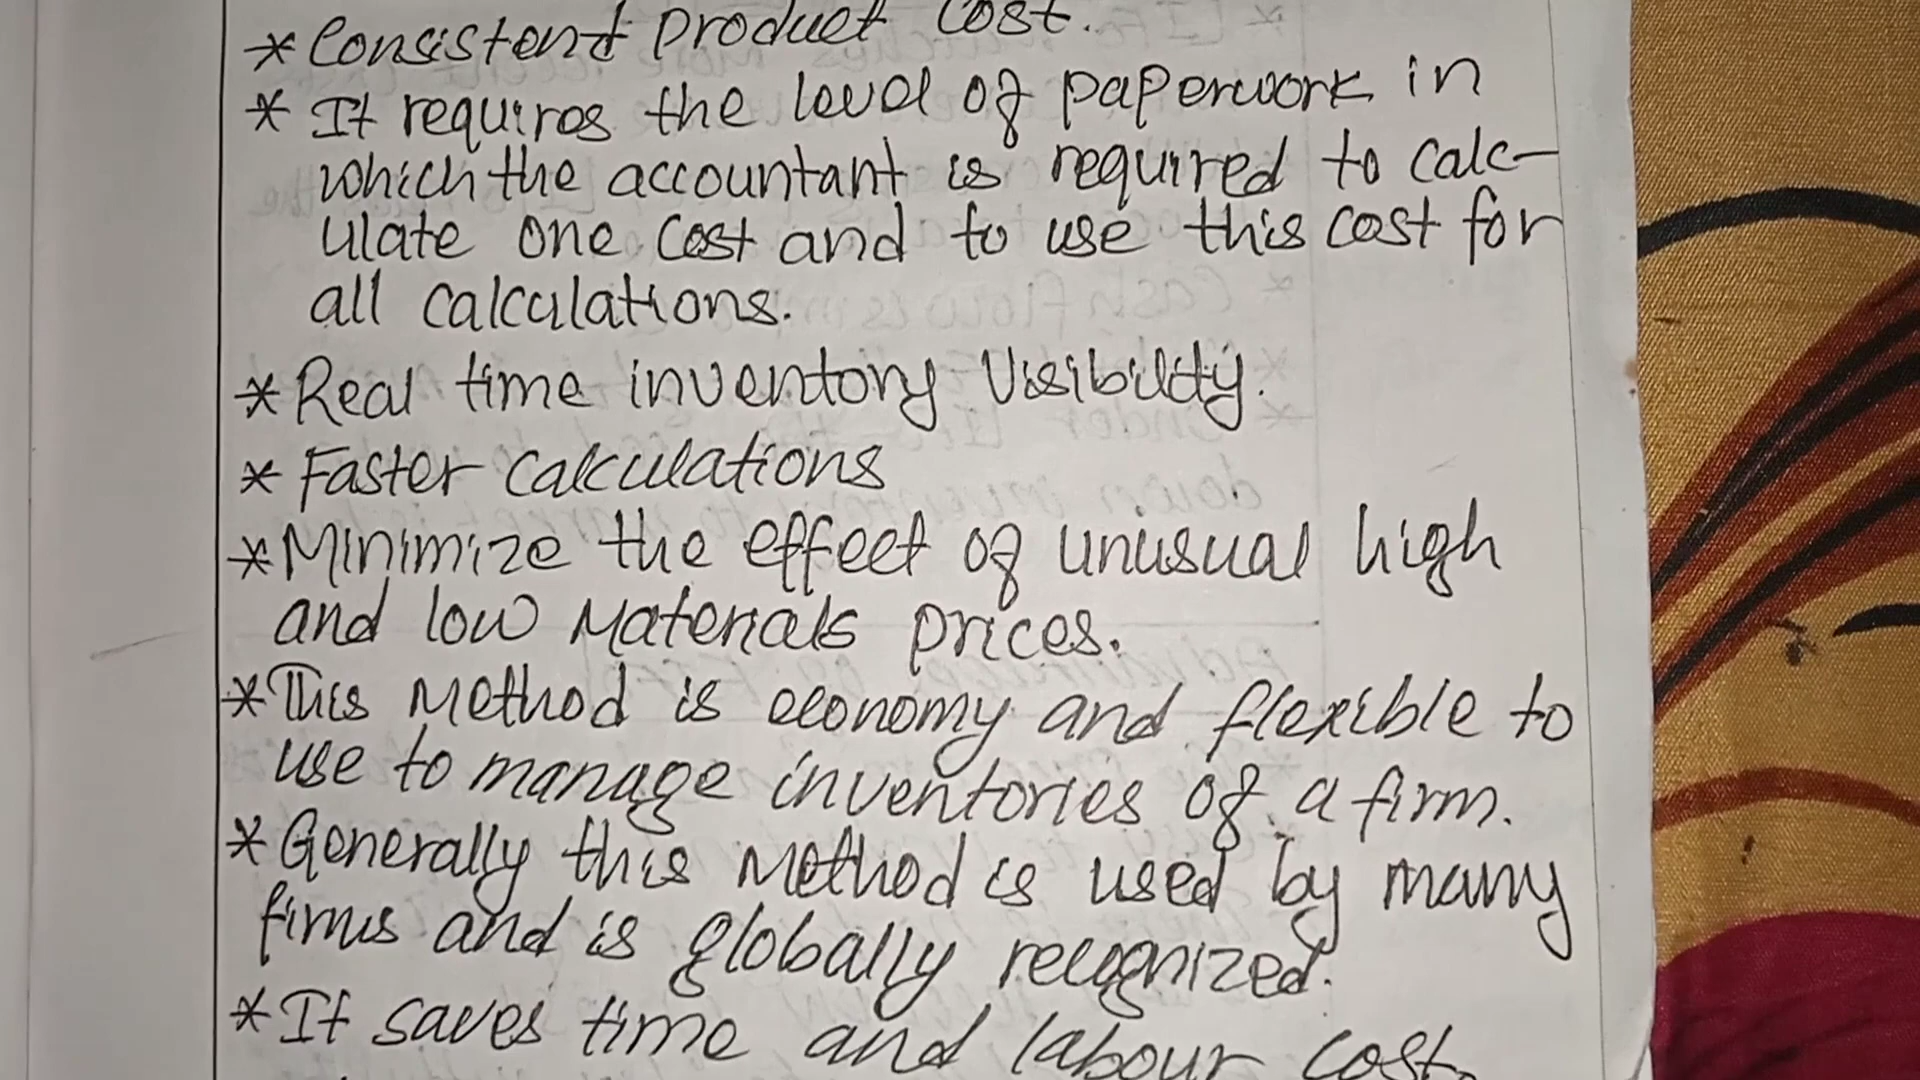 * Consistend Product Cost.
* It requires the level of paperwork in
which the accountant is required to calc-
ulate one cost and to use this cost for
all calculations.
* Real time inventory Visibility.
* Faster calculations
* Minimize the effect of unusual high
and low Materials prices.
* This Method is economy and flexible to
use to manage inventories of a firm.
* Generally this Method is used by many
firms and is globally recognized.
* It saves time and labour cost.